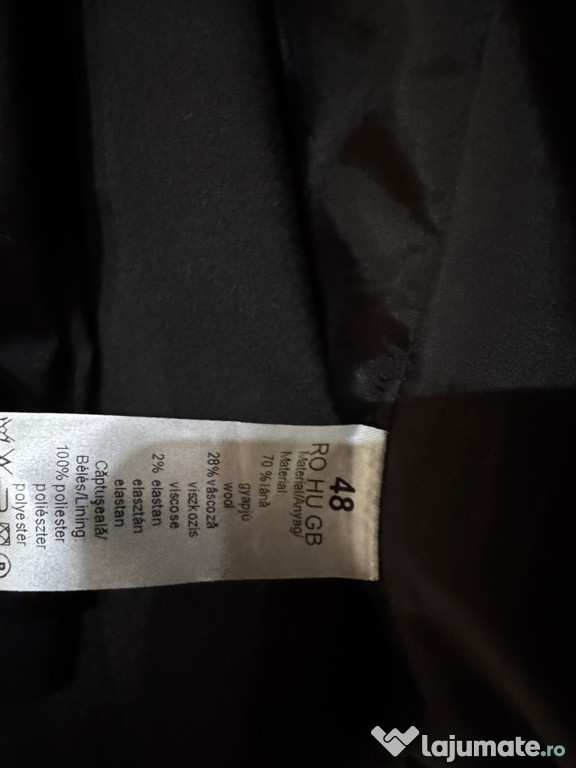 48
RO HU GB
Material/Anyag/
Material
70% lână
gyapjú
wool
28% vâscoză
viszkózis
viscose
2% elastan
elasztán
elastan
Căptușeală/
Bélés/Lining:
100% poliester
poliészter
polyester
P
lajumate.ro